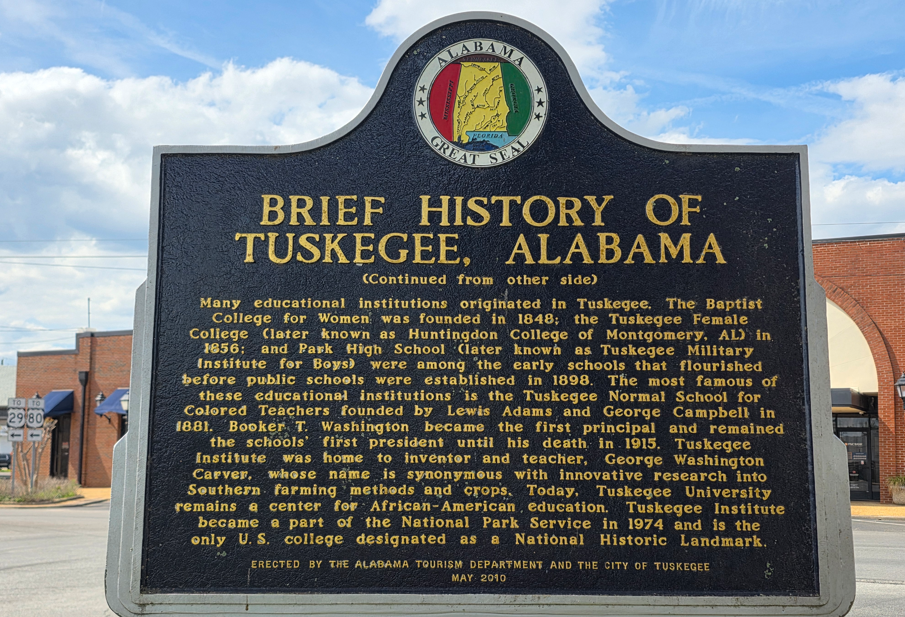 ALABAMA
FLORIDA
GREAT SEAL
BRIEF HISTORY OF
TUSKEGEE, ALABAMA
(Continued from other side)
Many educational institutions originated in Tuskegee. The Baptist
College for Women was founded in 1848; the Tuskegee Female
College (later known as Huntingdon College of Montgomery, AL) in
1856; and Park High School (later known as Tuskegee Military
Institute for Boys) were among the early schools that flourished
before public schools were established in 1898. The most famous of
these educational institutions is the Tuskegee Normal School for
Colored Teachers founded by Lewis Adams and George Campbell in
1881. Booker T. Washington became the first principal and remained
the schools' first president until his death in 1915. Tuskegee
Institute was home to inventor and teacher, George Washington
Carver, whose name is synonymous with innovative research into
Southern farming methods and crops. Today, Tuskegee University
remains a center for African-American education. Tuskegee Institute
became a part of the National Park Service in 1974 and is the
only U.S. college designated as a National Historic Landmark.
ERECTED BY THE ALABAMA TOURISM DEPARTMENT AND THE CITY OF TUSKEGEE
MAY 2010
TO TO
29 80